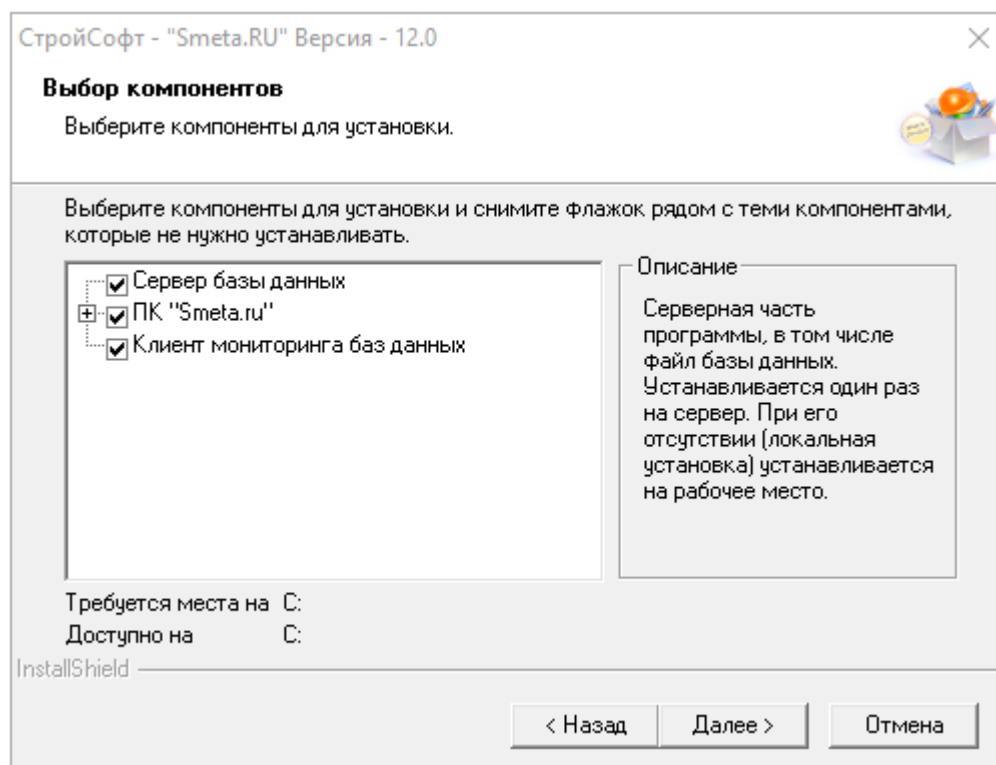 СтройСофт - "Smeta.RU" Версия - 12.0
Выбор компонентов
Выберите компоненты для установки.
Выберите компоненты для установки и снимите флажок рядом с теми компонентами,
которые не нужно устанавливать.
Сервер базы данных
ПК "Smeta.ru"
Клиент мониторинга баз данных
Описание
Серверная часть
программы, в том числе
файл базы данных.
Устанавливается один раз
на сервер. При его
отсутствии (локальная
установка) устанавливается
на рабочее место.
Требуется места на C:
Доступно на C:
InstallShield
< Назад
Далее >
Отмена